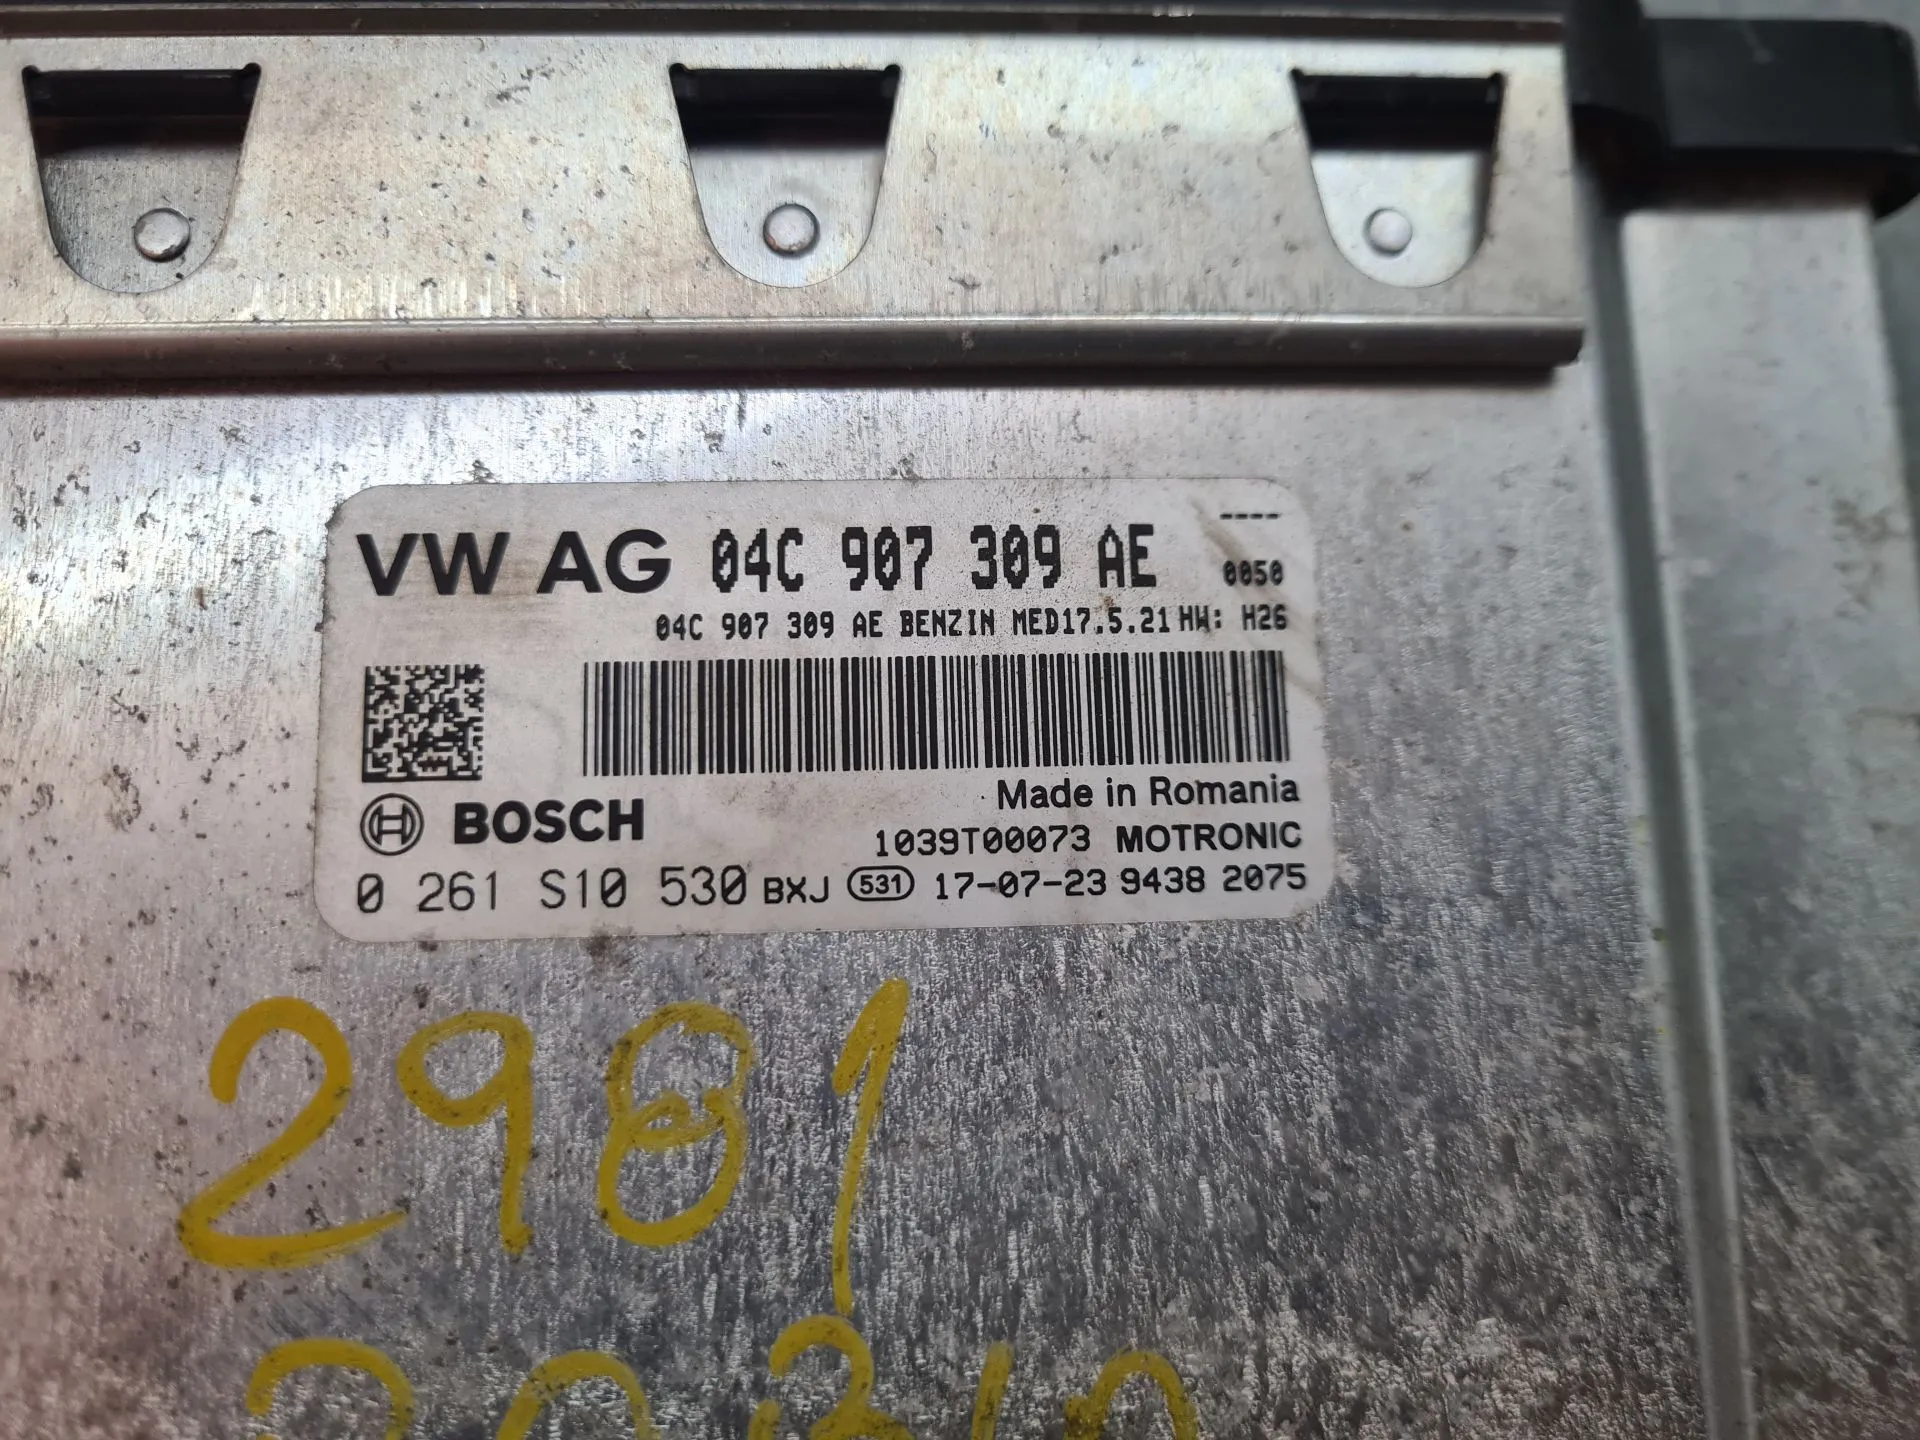 VW AG 04C 907 309 AE ----
0050
04C 907 309 AE BENZIN MED17.5.21 HW: H26
Made in Romania
BOSCH 1039T00073 MOTRONIC
0 261 S10 530 BXJ 531 17-07-23 9438 2075
2981